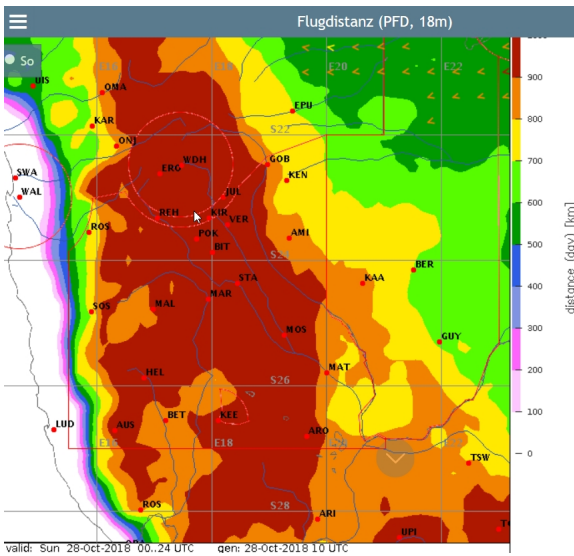 Flugdistanz (PFD, 18m)
So
E16
E18
E20
E22
UIS
OMA
EPU
900
KAR
S22
ONJ
800
WDH
GOB
ERO
SWA
KEN
700
WAL
JUL
REH
KIR
VER
600
ROS
POK
AMI
BIT
500
BER
STA
KAA
400
MAR
SOS
MAL
MOS
GUY
300
MAT
HEL
S26
200
BET
KEE
100
LUD
AUS
ARO
E18
TSW
0
ROS
S28
ARI
UPI
distance (day) [km]
valid: Sun 28-Oct-2018 00..24 UTC gen: 28-Oct-2018 10 UTC